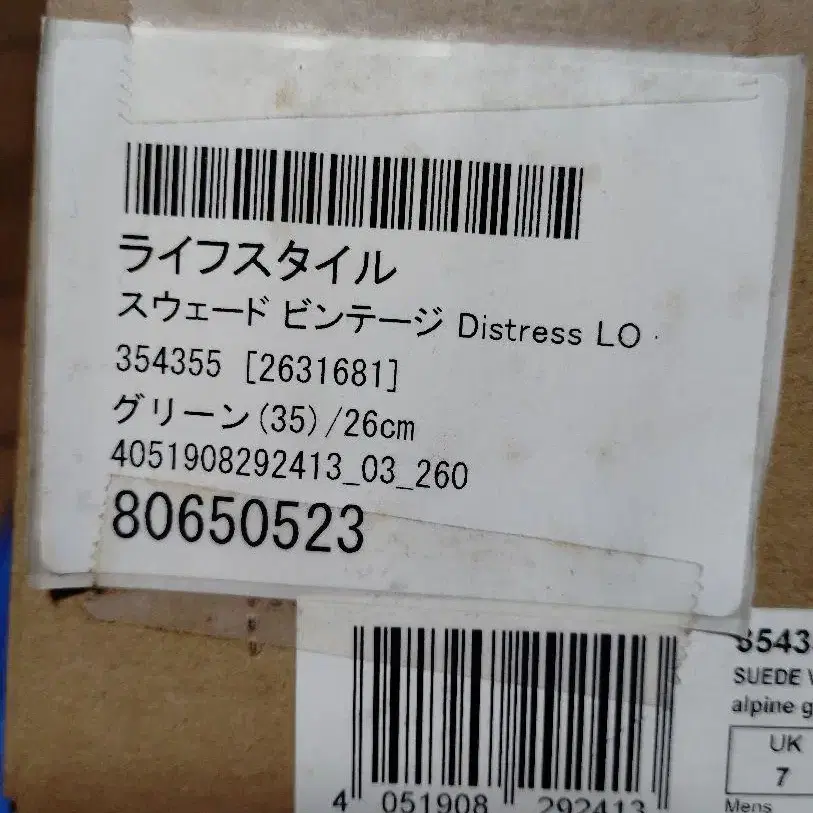 ライフスタイル
スウェード ビンテージ Distress LO
354355 [2631681]
グリーン(35)/26cm
4051908292413_03_260
80650523
SUEDE
alpine
UK
7
Mens
4 051908 292413